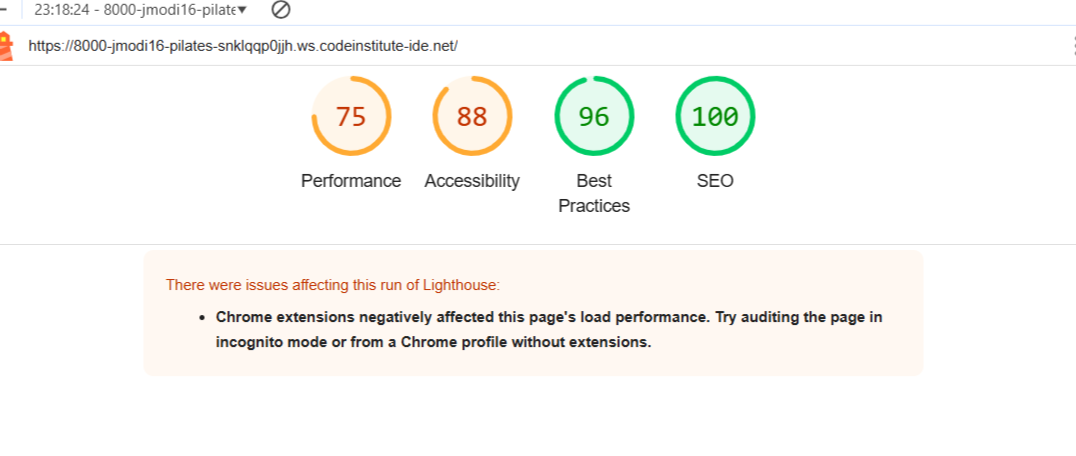 23:18:24 - 8000-jmodi16-pilate
https://8000-jmodi16-pilates-snklqqp0jjh.ws.codeinstitute-ide.net/
75 88 96 100
Performance Accessibility Best Practices SEO
There were issues affecting this run of Lighthouse:
• Chrome extensions negatively affected this page's load performance. Try auditing the page in
incognito mode or from a Chrome profile without extensions.